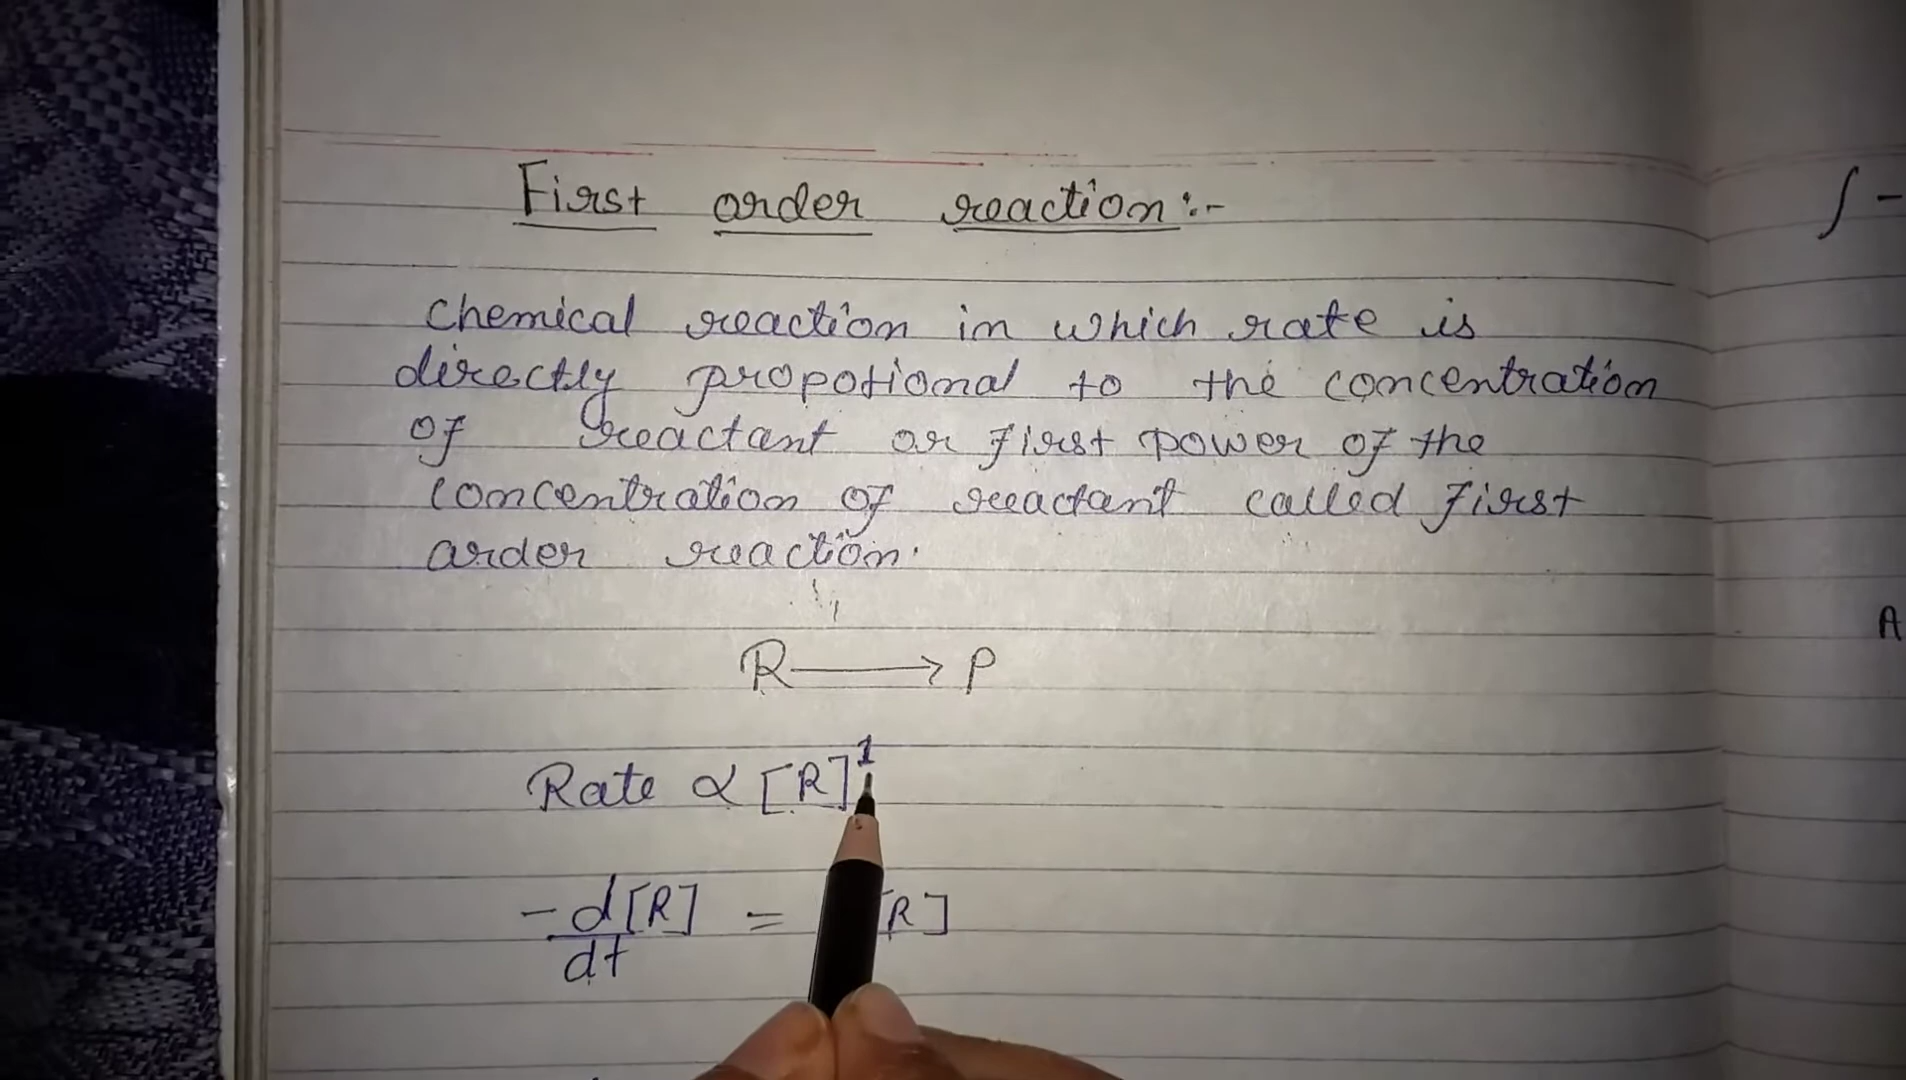 First order reaction:-
∫ -
chemical reaction in which rate is
directly propotional to the concentration
of reactant or first power of the
concentration of reactant called first
order reaction.
A
R ⟶ P
Rate ∝ [R]¹
-d[R]/dt = [R]